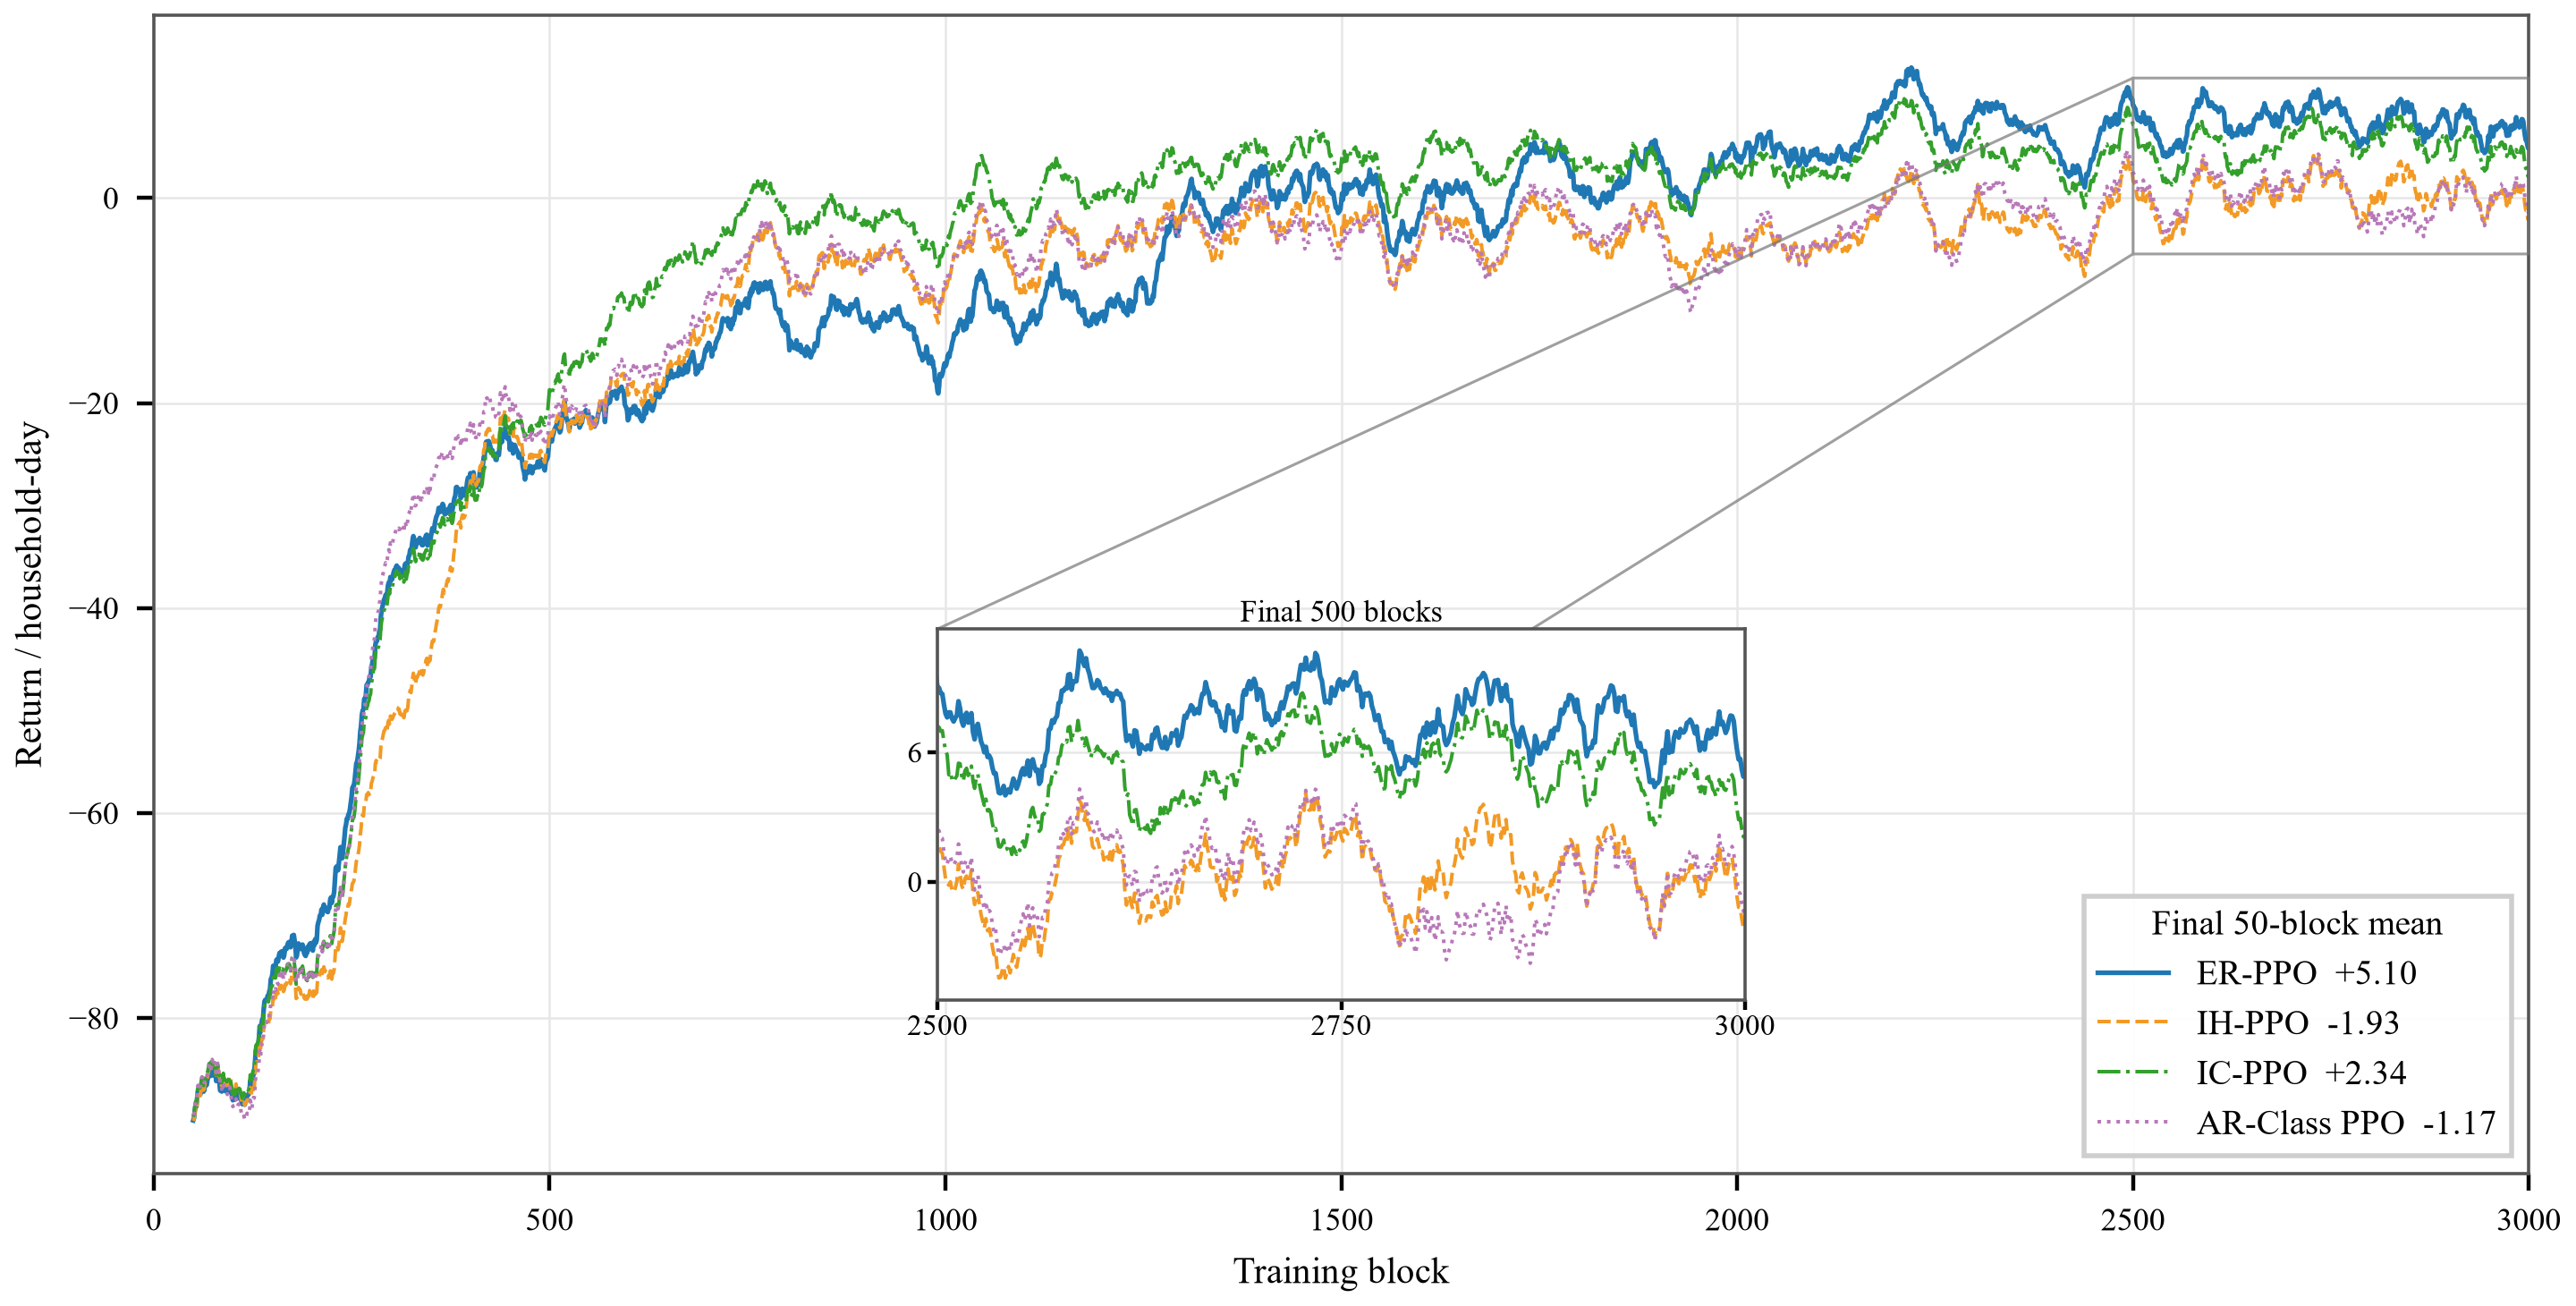 Return / household-day
0
−20
−40
−60
−80
Final 500 blocks
6
0
2500
2750
3000
Final 50-block mean
ER-PPO +5.10
IH-PPO -1.93
IC-PPO +2.34
AR-Class PPO -1.17
0
500
1000
1500
2000
2500
3000
Training block